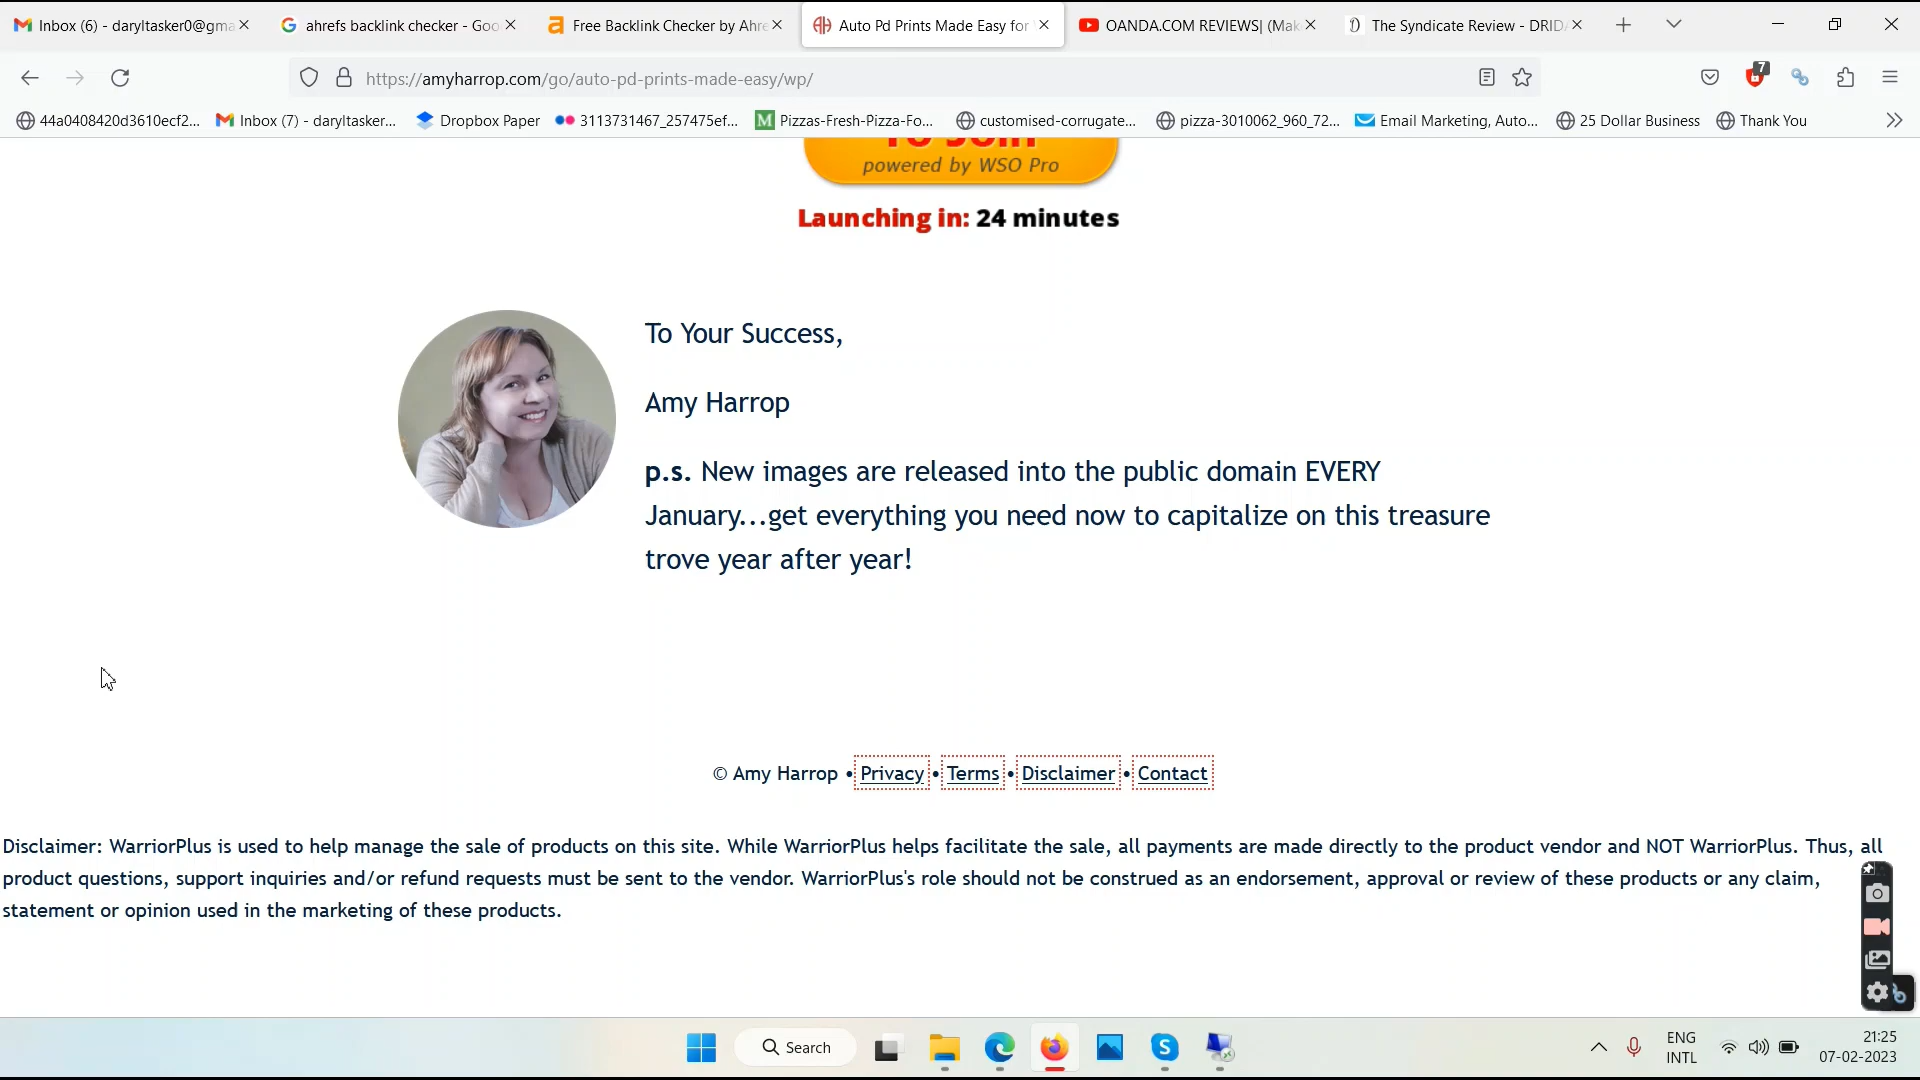 Inbox (6) - daryltasker0@gma
ahrefs backlink checker - Goo
Free Backlink Checker by Ahre
Auto Pd Prints Made Easy for
OANDA.COM REVIEWS| (Mak
The Syndicate Review - DRIDA
https://amyharrop.com/go/auto-pd-prints-made-easy/wp/
7
44a0408420d3610ecf2...
Inbox (7) - daryltasker...
Dropbox Paper
3113731467_257475ef...
Pizzas-Fresh-Pizza-Fo...
customised-corrugate...
pizza-3010062_960_72...
Email Marketing, Auto...
25 Dollar Business
Thank You
To Join
powered by WSO Pro
Launching in: 24 minutes
To Your Success,
Amy Harrop
p.s. New images are released into the public domain EVERY
January...get everything you need now to capitalize on this treasure
trove year after year!
© Amy Harrop • Privacy • Terms • Disclaimer • Contact
Disclaimer: WarriorPlus is used to help manage the sale of products on this site. While WarriorPlus helps facilitate the sale, all payments are made directly to the product vendor and NOT WarriorPlus. Thus, all
product questions, support inquiries and/or refund requests must be sent to the vendor. WarriorPlus's role should not be construed as an endorsement, approval or review of these products or any claim,
statement or opinion used in the marketing of these products.
Search
ENG
INTL
21:25
07-02-2023